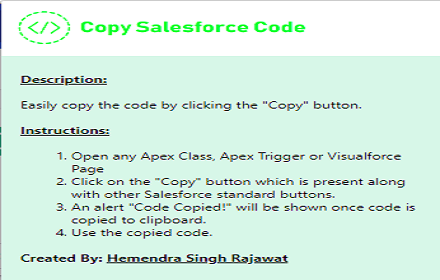 </> Copy Salesforce Code
Description:
Easily copy the code by clicking the "Copy" button.
Instructions:
1. Open any Apex Class, Apex Trigger or Visualforce
Page
2. Click on the "Copy" button which is present along
with other Salesforce standard buttons.
3. An alert "Code Copied!" will be shown once code is
copied to clipboard.
4. Use the copied code.
Created By: Hemendra Singh Rajawat